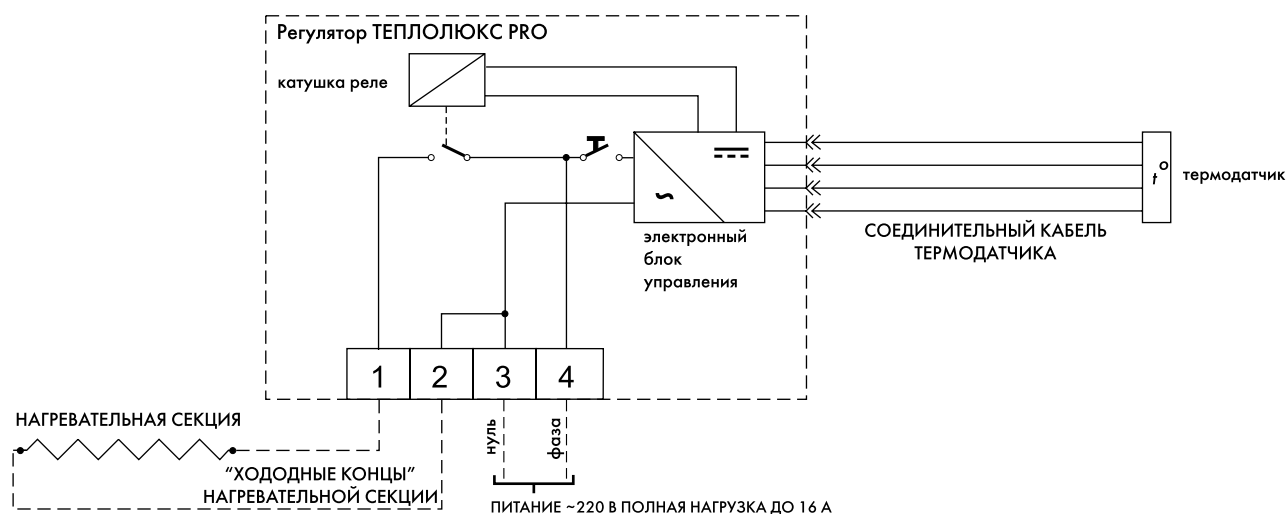 Регулятор ТЕПЛОЛЮКС PRO
катушка реле
t°
термодатчик
СОЕДИНИТЕЛЬНЫЙ КАБЕЛЬ
ТЕРМОДАТЧИКА
электронный
блок
управления
1 2 3 4
НАГРЕВАТЕЛЬНАЯ СЕКЦИЯ
нуль
фаза
“ХОДОДНЫЕ КОНЦЫ”
НАГРЕВАТЕЛЬНОЙ СЕКЦИИ
ПИТАНИЕ ~220 В ПОЛНАЯ НАГРУЗКА ДО 16 А